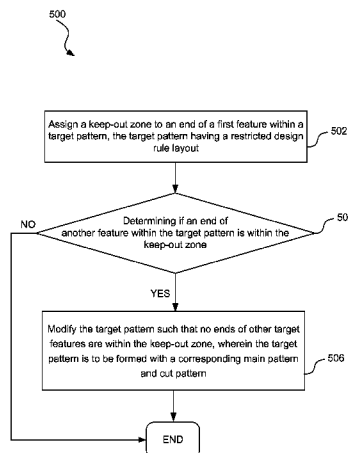 500
Assign a keep-out zone to an end of a first feature within a
target pattern, the target pattern having a restricted design
rule layout
502
NO
Determining if an end of
another feature within the target pattern is within the
keep-out zone
50
YES
Modify the target pattern such that no ends of other target
features are within the keep-out zone, wherein the target
pattern is to be formed with a corresponding main pattern
and cut pattern
506
END